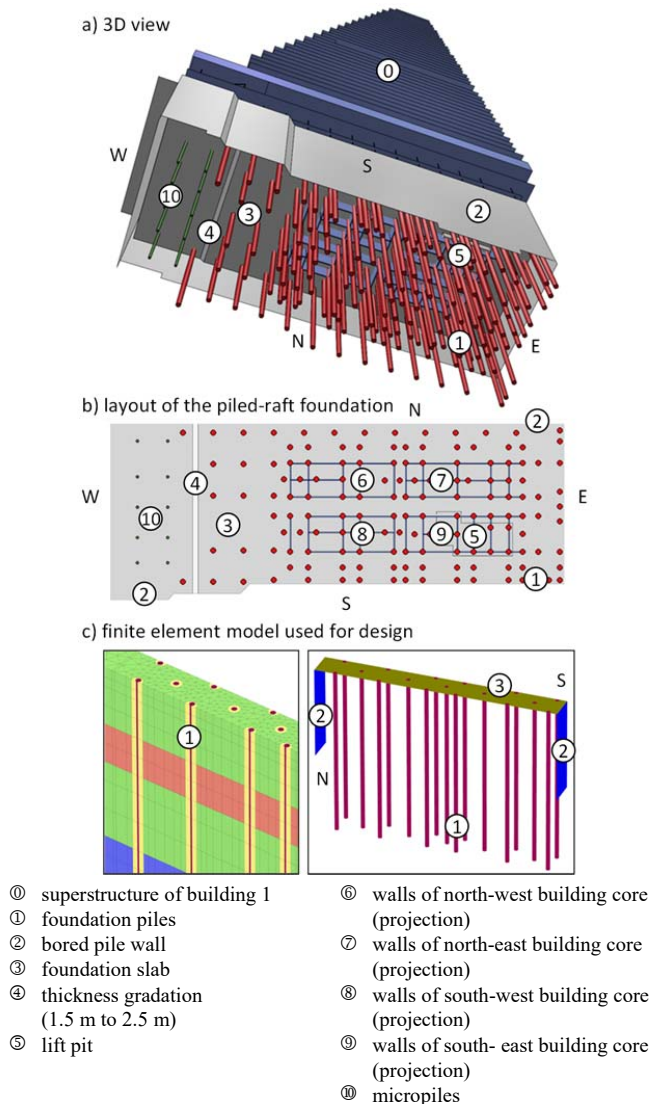 a) 3D view
0
W
S
10
3
2
4
5
N
1
E
b) layout of the piled-raft foundation N
2
W
4
6
7
E
10
3
8
9
5
2
1
S
c) finite element model used for design
3
S
1
2
2
N
1
⓪ superstructure of building 1
① foundation piles
② bored pile wall
③ foundation slab
④ thickness gradation
(1.5 m to 2.5 m)
⑤ lift pit
⑥ walls of north-west building core
(projection)
⑦ walls of north-east building core
(projection)
⑧ walls of south-west building core
(projection)
⑨ walls of south- east building core
(projection)
⑩ micropiles